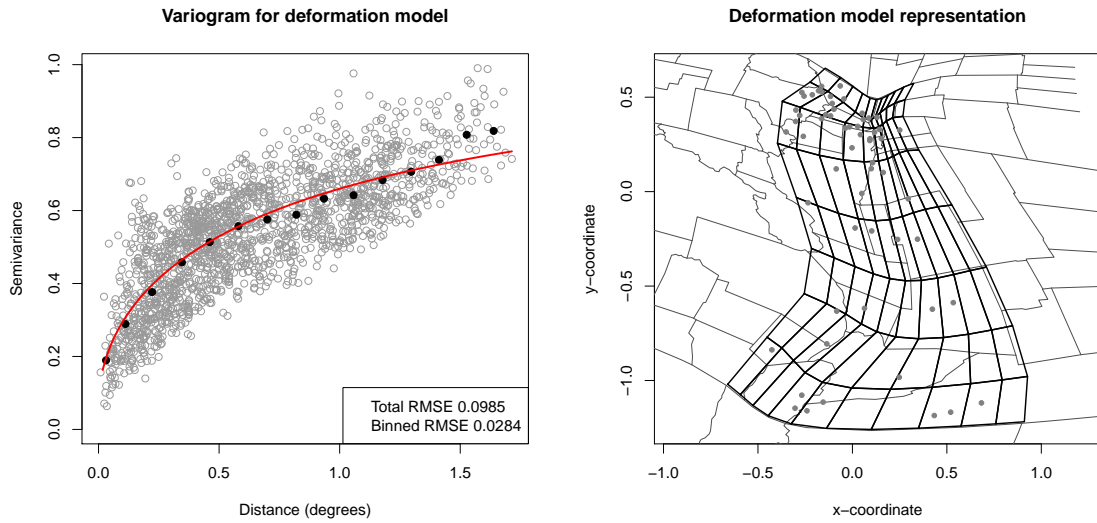 Variogram for deformation model
1.0
0.8
0.6
0.4
0.2
0.0
Semivariance
Total RMSE 0.0985
Binned RMSE 0.0284
0.0 0.5 1.0 1.5
Distance (degrees)
Deformation model representation
0.5
0.0
−0.5
−1.0
y−coordinate
−1.0 −0.5 0.0 0.5 1.0
x−coordinate